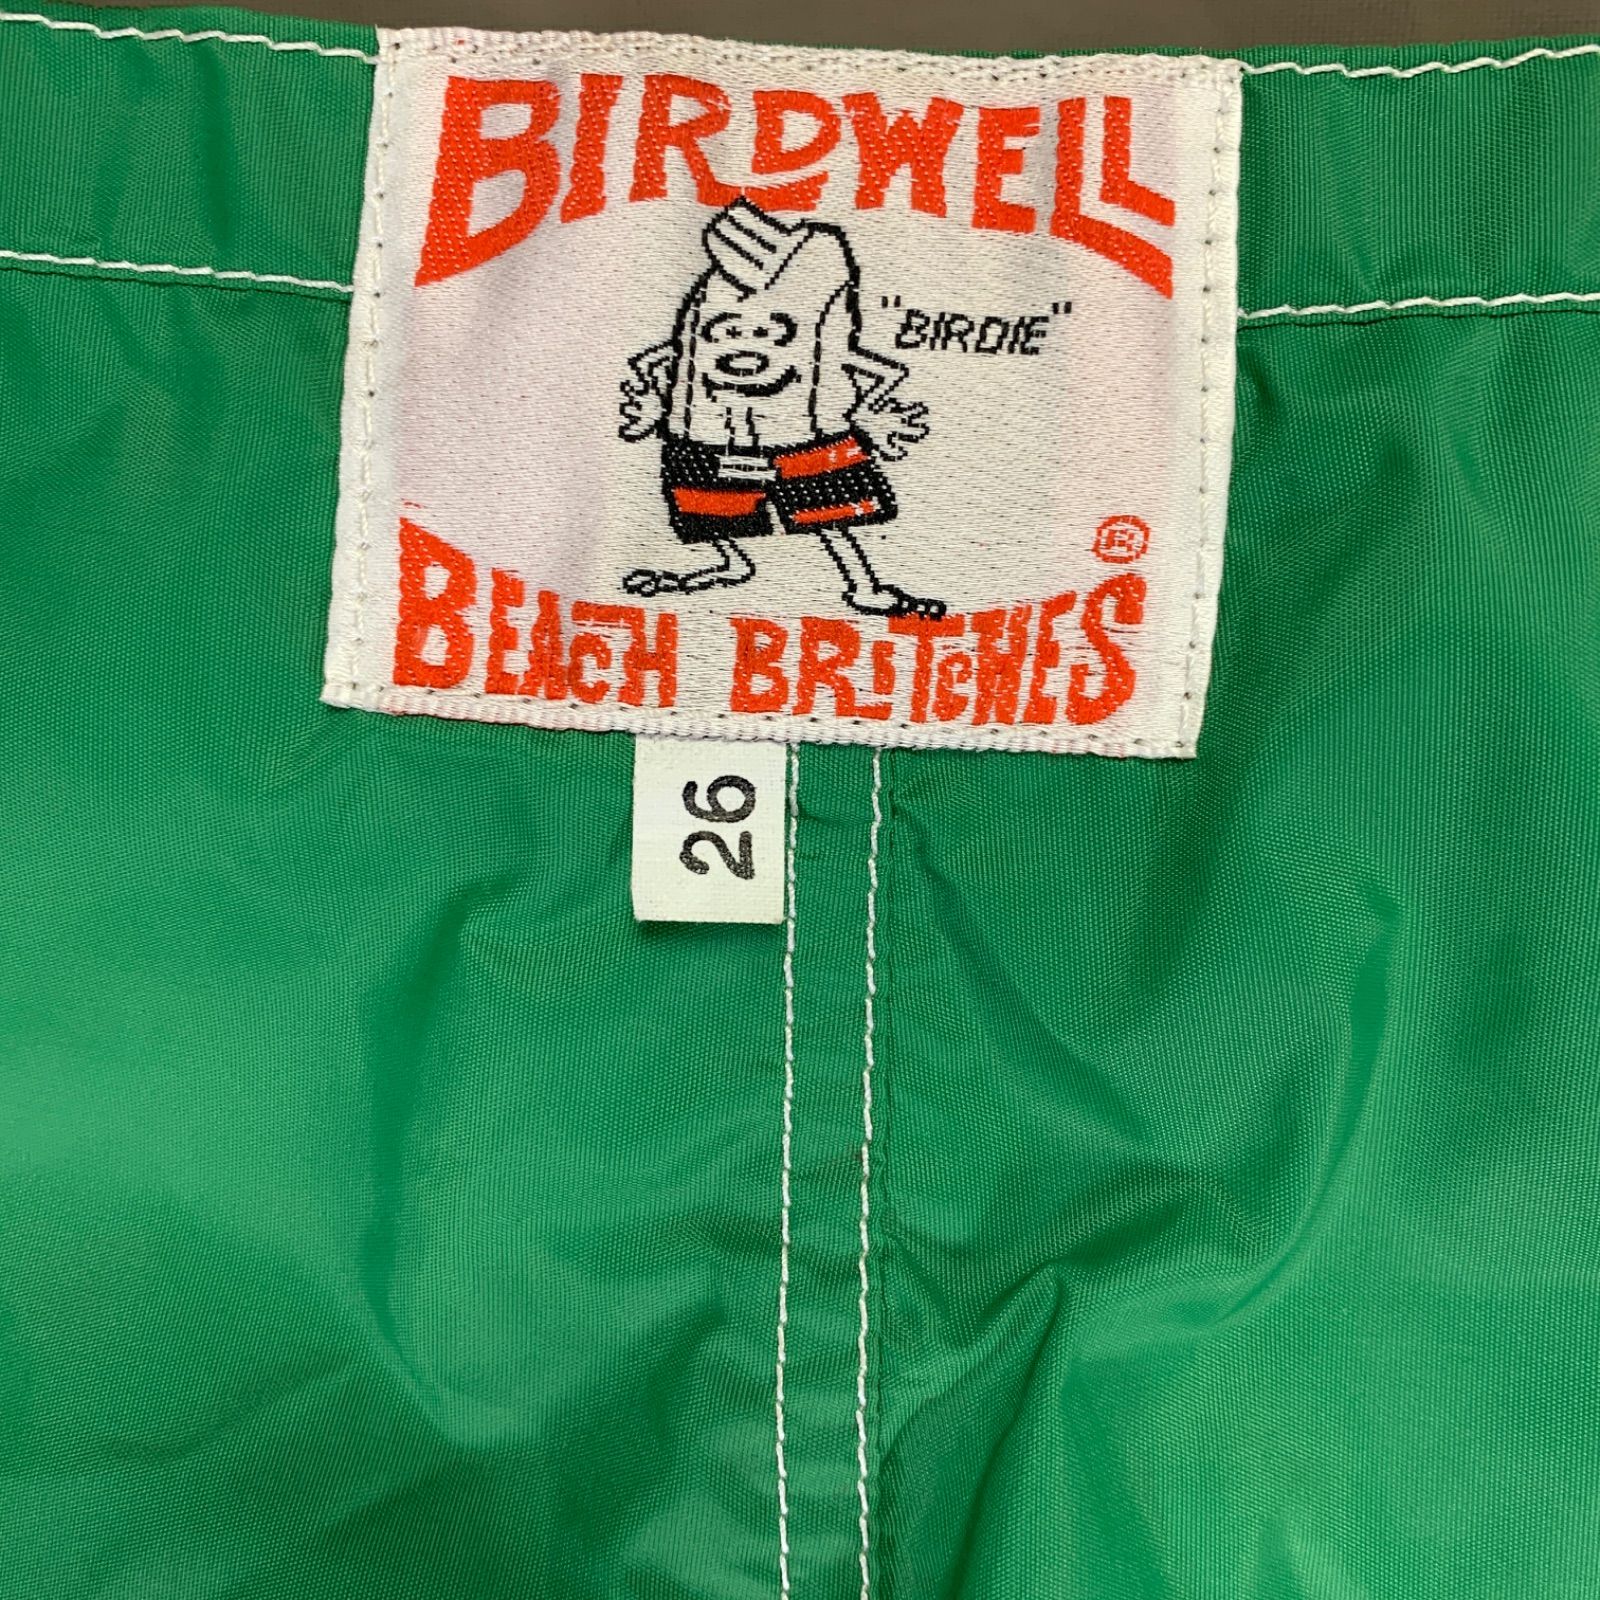 BIRDWELL
"BIRDIE"
®
BEACH BRITCHES
26